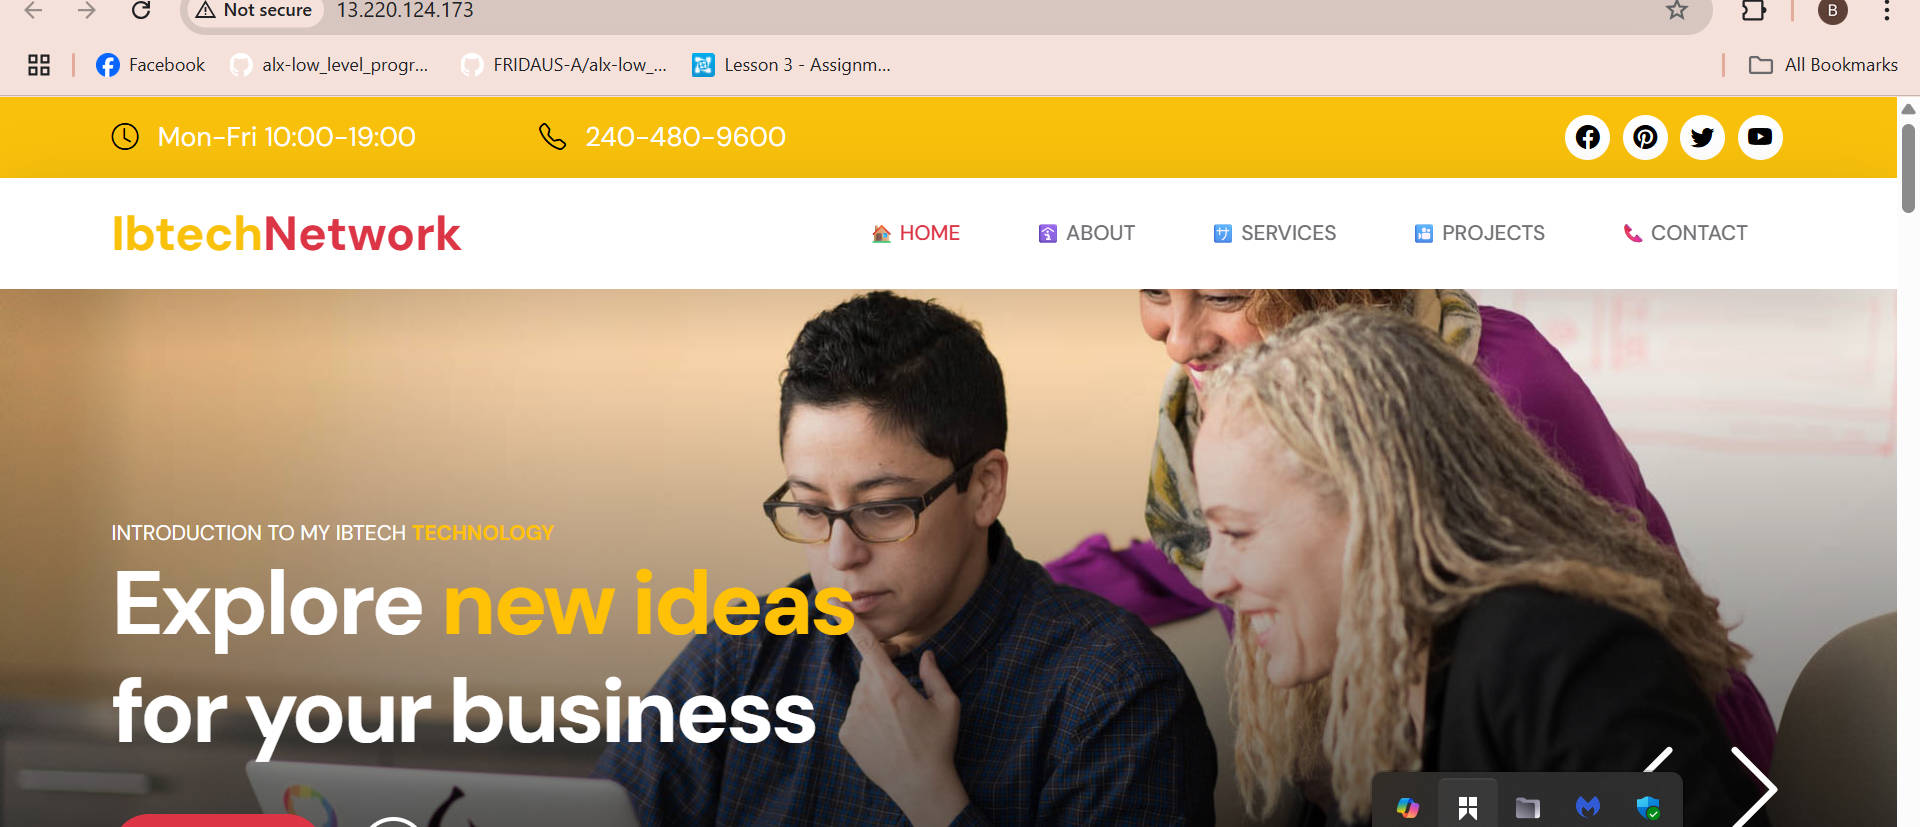 Not secure
13.220.124.173
B
Facebook
alx-low_level_progr...
FRIDAUS-A/alx-low_...
Lesson 3 - Assignm...
All Bookmarks
Mon-Fri 10:00-19:00
240-480-9600
IbtechNetwork
HOME
ABOUT
サ SERVICES
PROJECTS
CONTACT
INTRODUCTION TO MY IBTECH TECHNOLOGY
Explore new ideas
for your business